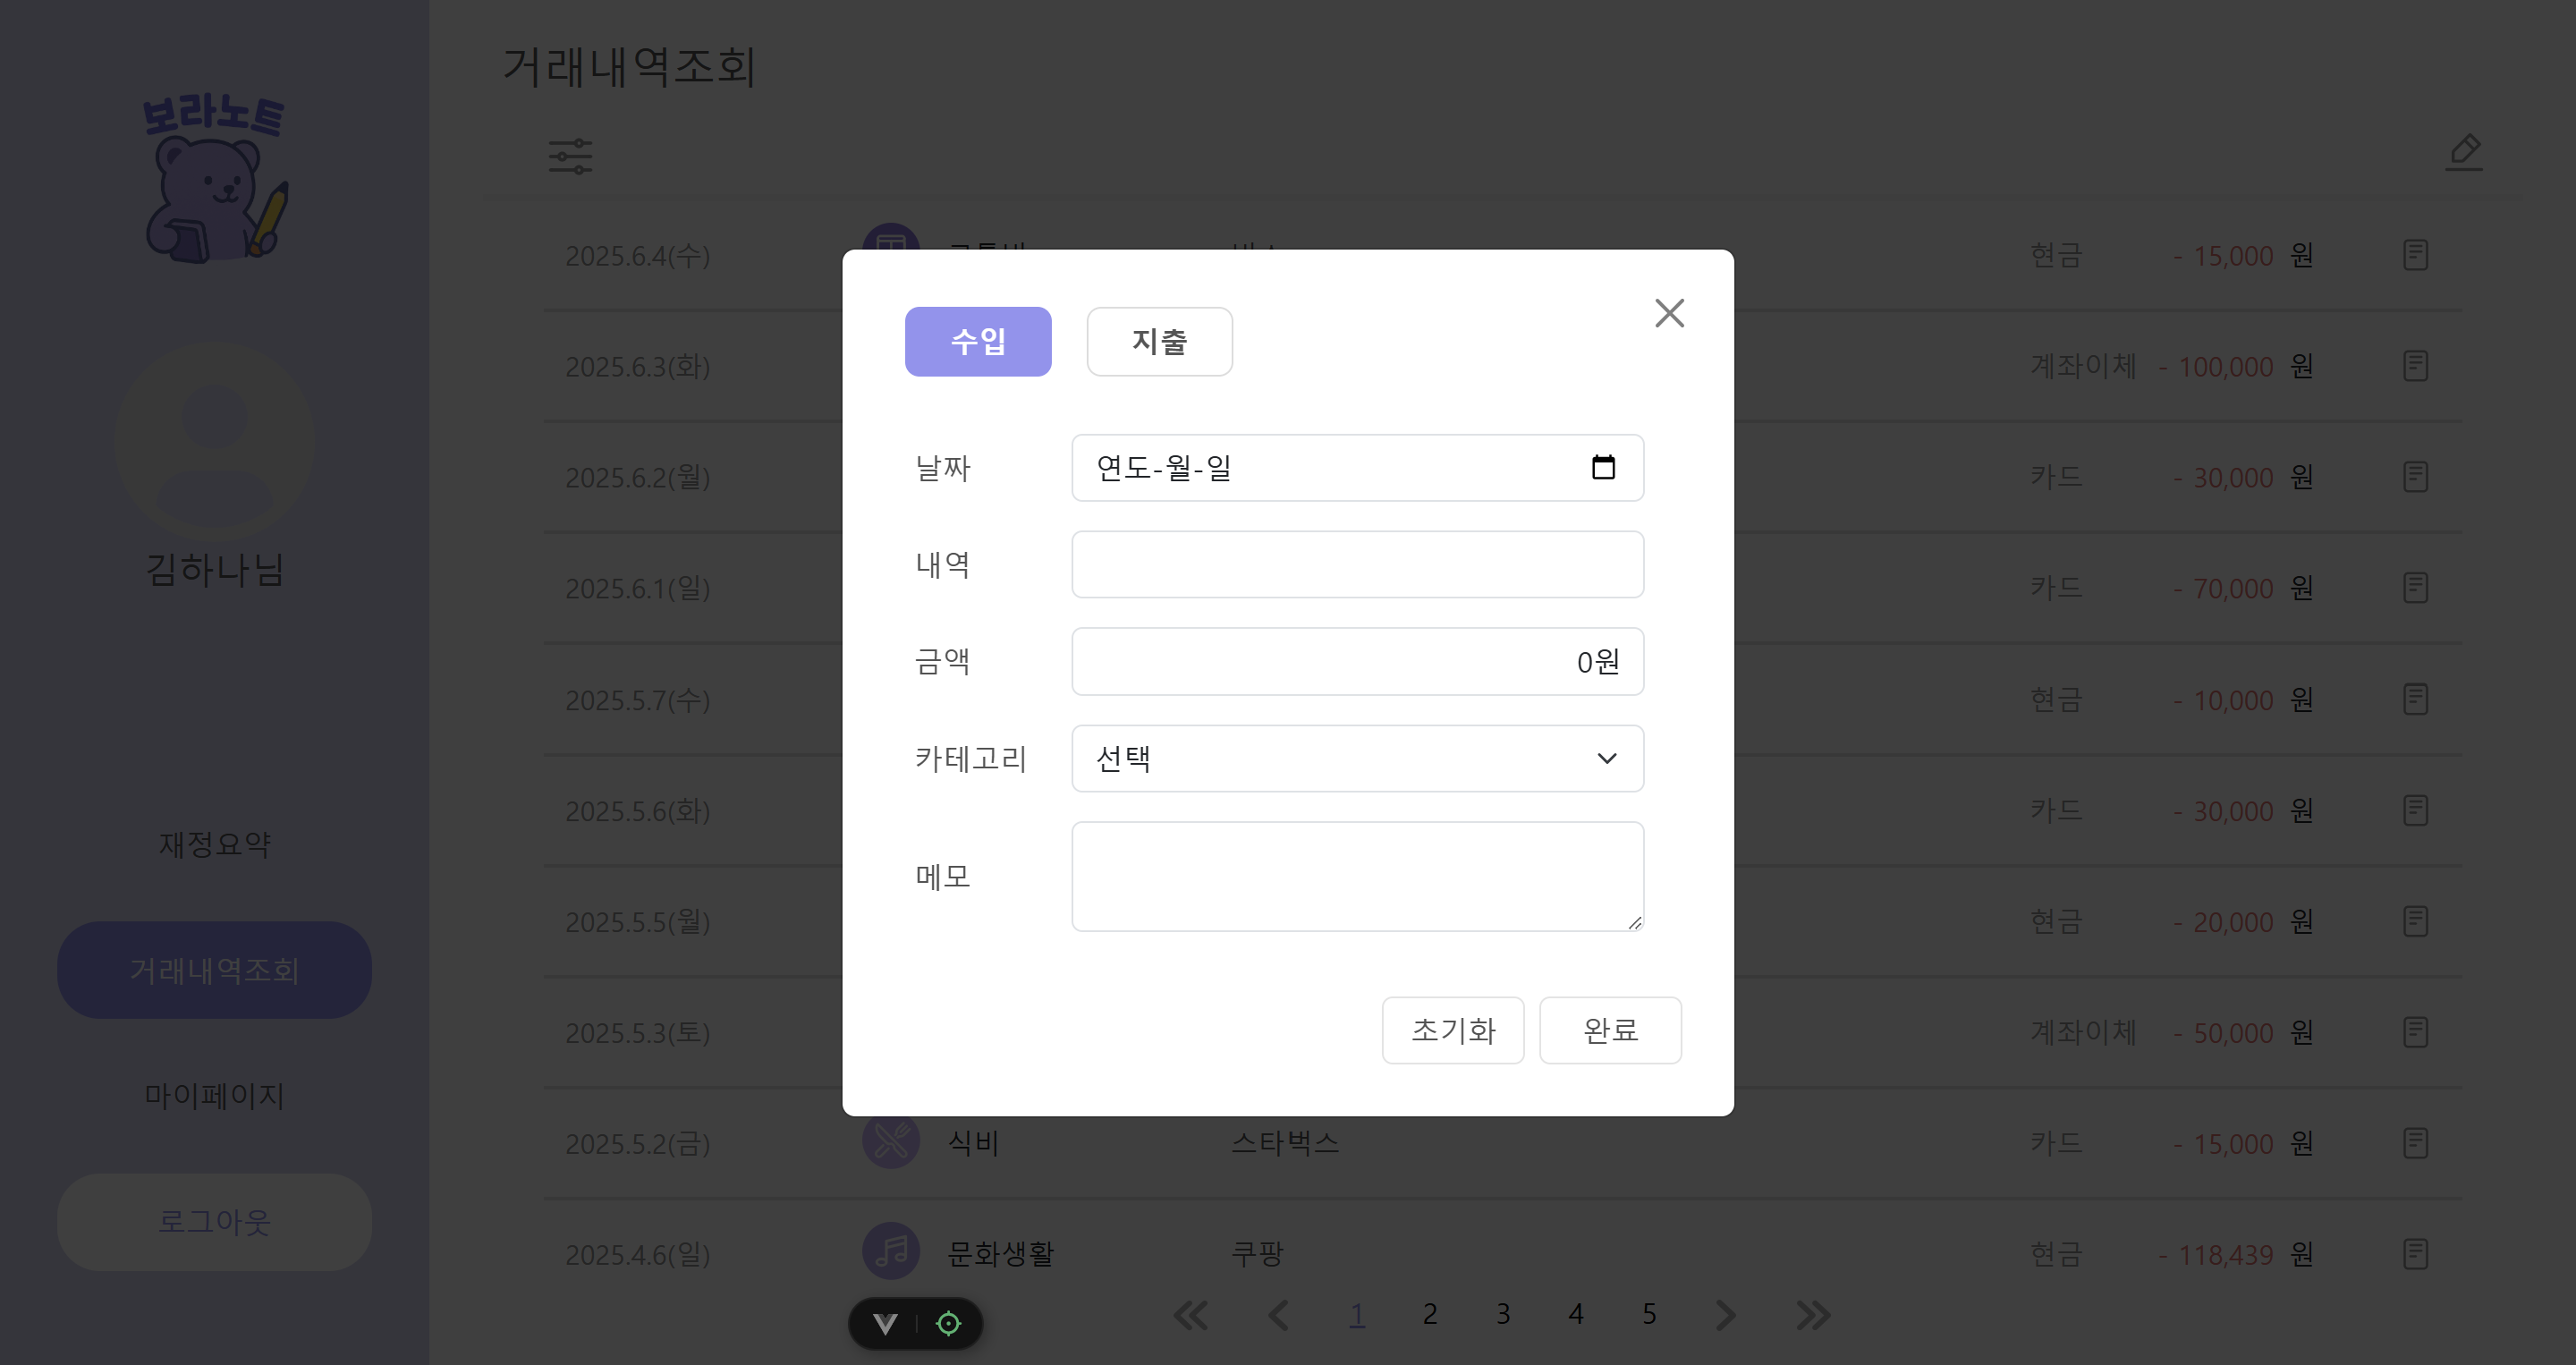 보라노트
김하나님
재정요약
거래내역조회
마이페이지
로그아웃
거래내역조회
2025.6.4(수) 현금 - 15,000 원
2025.6.3(화) 계좌이체 - 100,000 원
2025.6.2(월) 카드 - 30,000 원
2025.6.1(일) 카드 - 70,000 원
2025.5.7(수) 현금 - 10,000 원
2025.5.6(화) 카드 - 30,000 원
2025.5.5(월) 현금 - 20,000 원
2025.5.3(토) 계좌이체 - 50,000 원
2025.5.2(금) 식비 스타벅스 카드 - 15,000 원
2025.4.6(일) 문화생활 쿠팡 현금 - 118,439 원
1 2 3 4 5
수입 지출
날짜 연도-월-일
내역
금액 0원
카테고리 선택
메모
초기화 완료